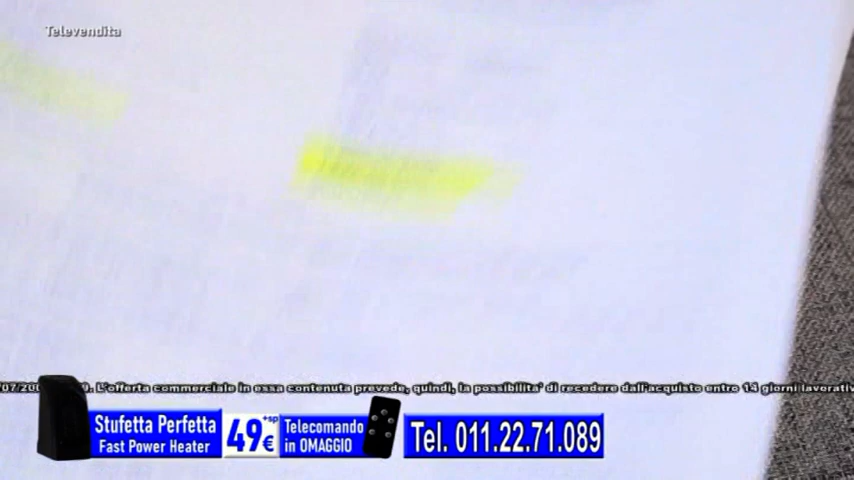 Televendita
L'offerta commerciale in essa contenuta prevede, quindi, la possibilita' di recedere dall'acquisto entro 14 giorni lavorativ
Stufetta Perfetta
Fast Power Heater
49€ +sp
Telecomando
in OMAGGIO
Tel. 011.22.71.089